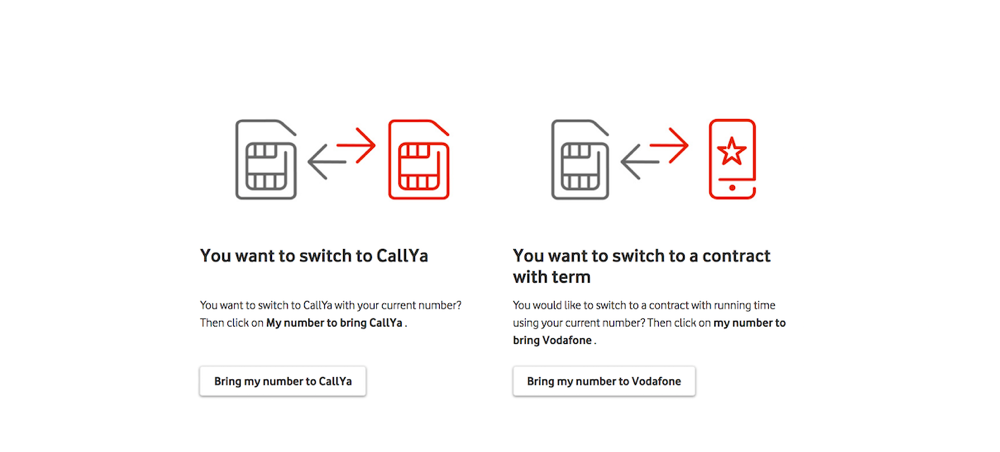 You want to switch to CallYa
You want to switch to CallYa with your current number?
Then click on My number to bring CallYa .
Bring my number to CallYa
You want to switch to a contract
with term
You would like to switch to a contract with running time
using your current number? Then click on my number to
bring Vodafone .
Bring my number to Vodafone